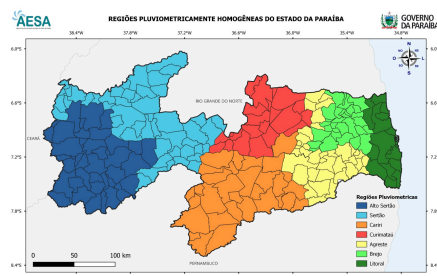 AESA
REGIÕES PLUVIOMETRICAMENTE HOMOGÊNEAS DO ESTADO DA PARAÍBA
GOVERNO
DA PARAÍBA
38.4°W 37.8°W 37.2°W 36.6°W 36.0°W 35.4°W 34.8°W
6.0°S
N
O
S
6.6°S
RIO GRANDE DO NORTE
CEARÁ
7.2°S
7.8°S
Regiões Pluviometricas
Alto Sertão
Sertão
Cariri
Curimataú
Agreste
Brejo
Litoral
PERNAMBUCO
0 50 100 km
8.4°S